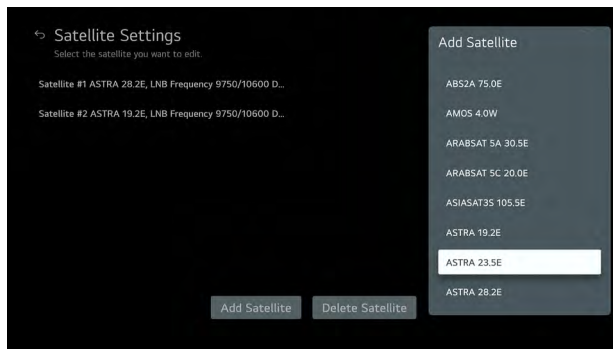 Satellite Settings
Select the satellite you want to edit.
Satellite #1 ASTRA 28.2E, LNB Frequency 9750/10600 D...
Satellite #2 ASTRA 19.2E, LNB Frequency 9750/10600 D...
Add Satellite
Delete Satellite
Add Satellite
ABS2A 75.0E
AMOS 4.0W
ARABSAT 5A 30.5E
ARABSAT 5C 20.0E
ASIASAT3S 105.5E
ASTRA 19.2E
ASTRA 23.5E
ASTRA 28.2E